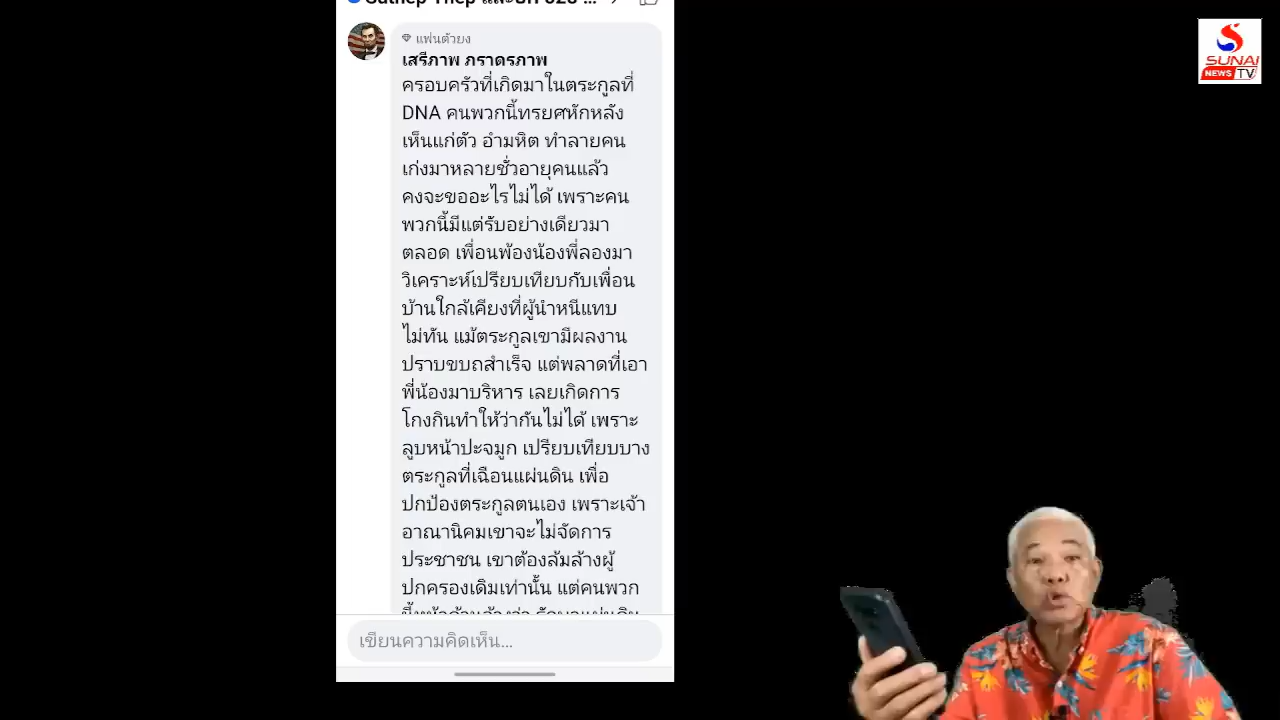 แฟนตัวยง
เสรีภาพ ภราดรภาพ
ครอบครัวที่เกิดมาในตระกูลที่
DNA คนพวกนี้ทรยศหักหลัง
เห็นแก่ตัว อำมหิต ทำลายคน
เก่งมาหลายชั่วอายุคนแล้ว
คงจะขออะไรไม่ได้ เพราะคน
พวกนี้มีแต่รับอย่างเดียวมา
ตลอด เพื่อนพ้องน้องพี่ลองมา
วิเคราะห์เปรียบเทียบกับเพื่อน
บ้านใกล้เคียงที่ผู้นำหนีแทบ
ไม่ทัน แม้ตระกูลเขามีผลงาน
ปราบขบถสำเร็จ แต่พลาดที่เอา
พี่น้องมาบริหาร เลยเกิดการ
โกงกินทำให้ว่ากันไม่ได้ เพราะ
ลูบหน้าปะจมูก เปรียบเทียบบาง
ตระกูลที่เฉือนแผ่นดิน เพื่อ
ปกป้องตระกูลตนเอง เพราะเจ้า
อาณานิคมเขาจะไม่จัดการ
ประชาชน เขาต้องล้มล้างผู้
ปกครองเดิมเท่านั้น แต่คนพวก
เขียนความคิดเห็น...
SUNAI
NEWS TV